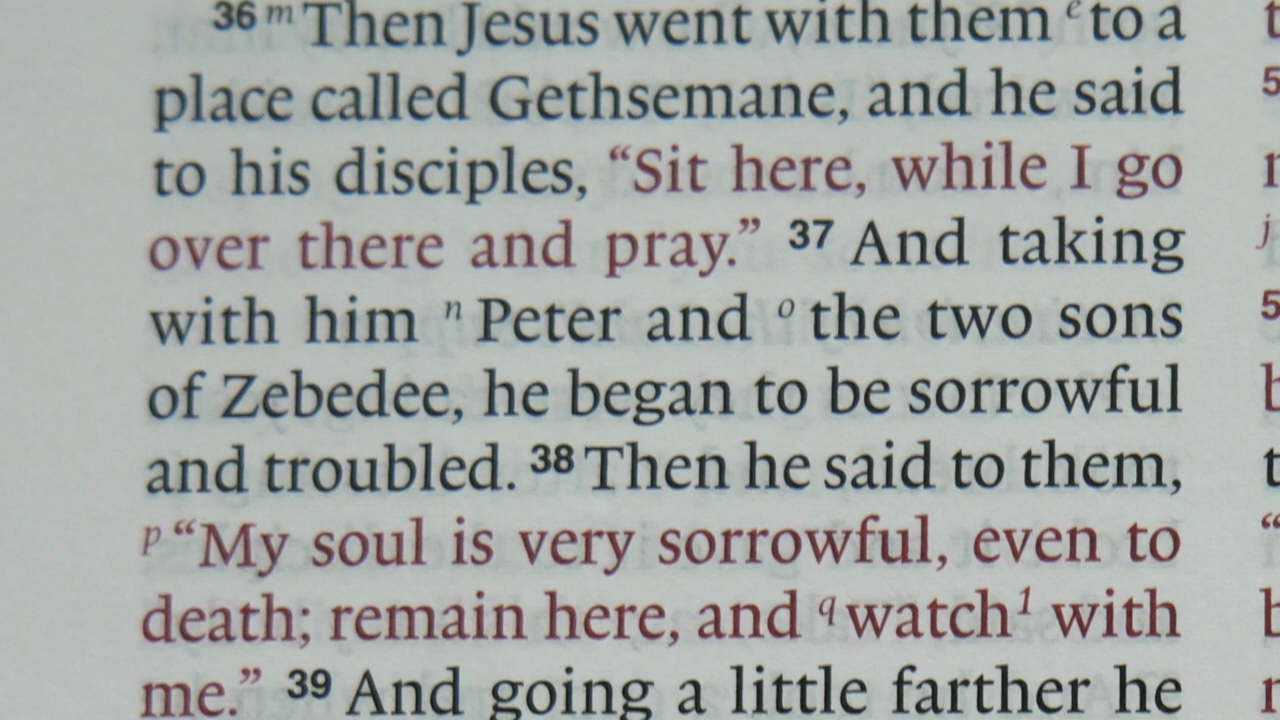 36 m Then Jesus went with them e to a
place called Gethsemane, and he said
to his disciples, “Sit here, while I go
over there and pray.” 37 And taking
with him n Peter and o the two sons
of Zebedee, he began to be sorrowful
and troubled. 38 Then he said to them,
p “My soul is very sorrowful, even to
death; remain here, and q watch1 with
me.” 39 And going a little farther he